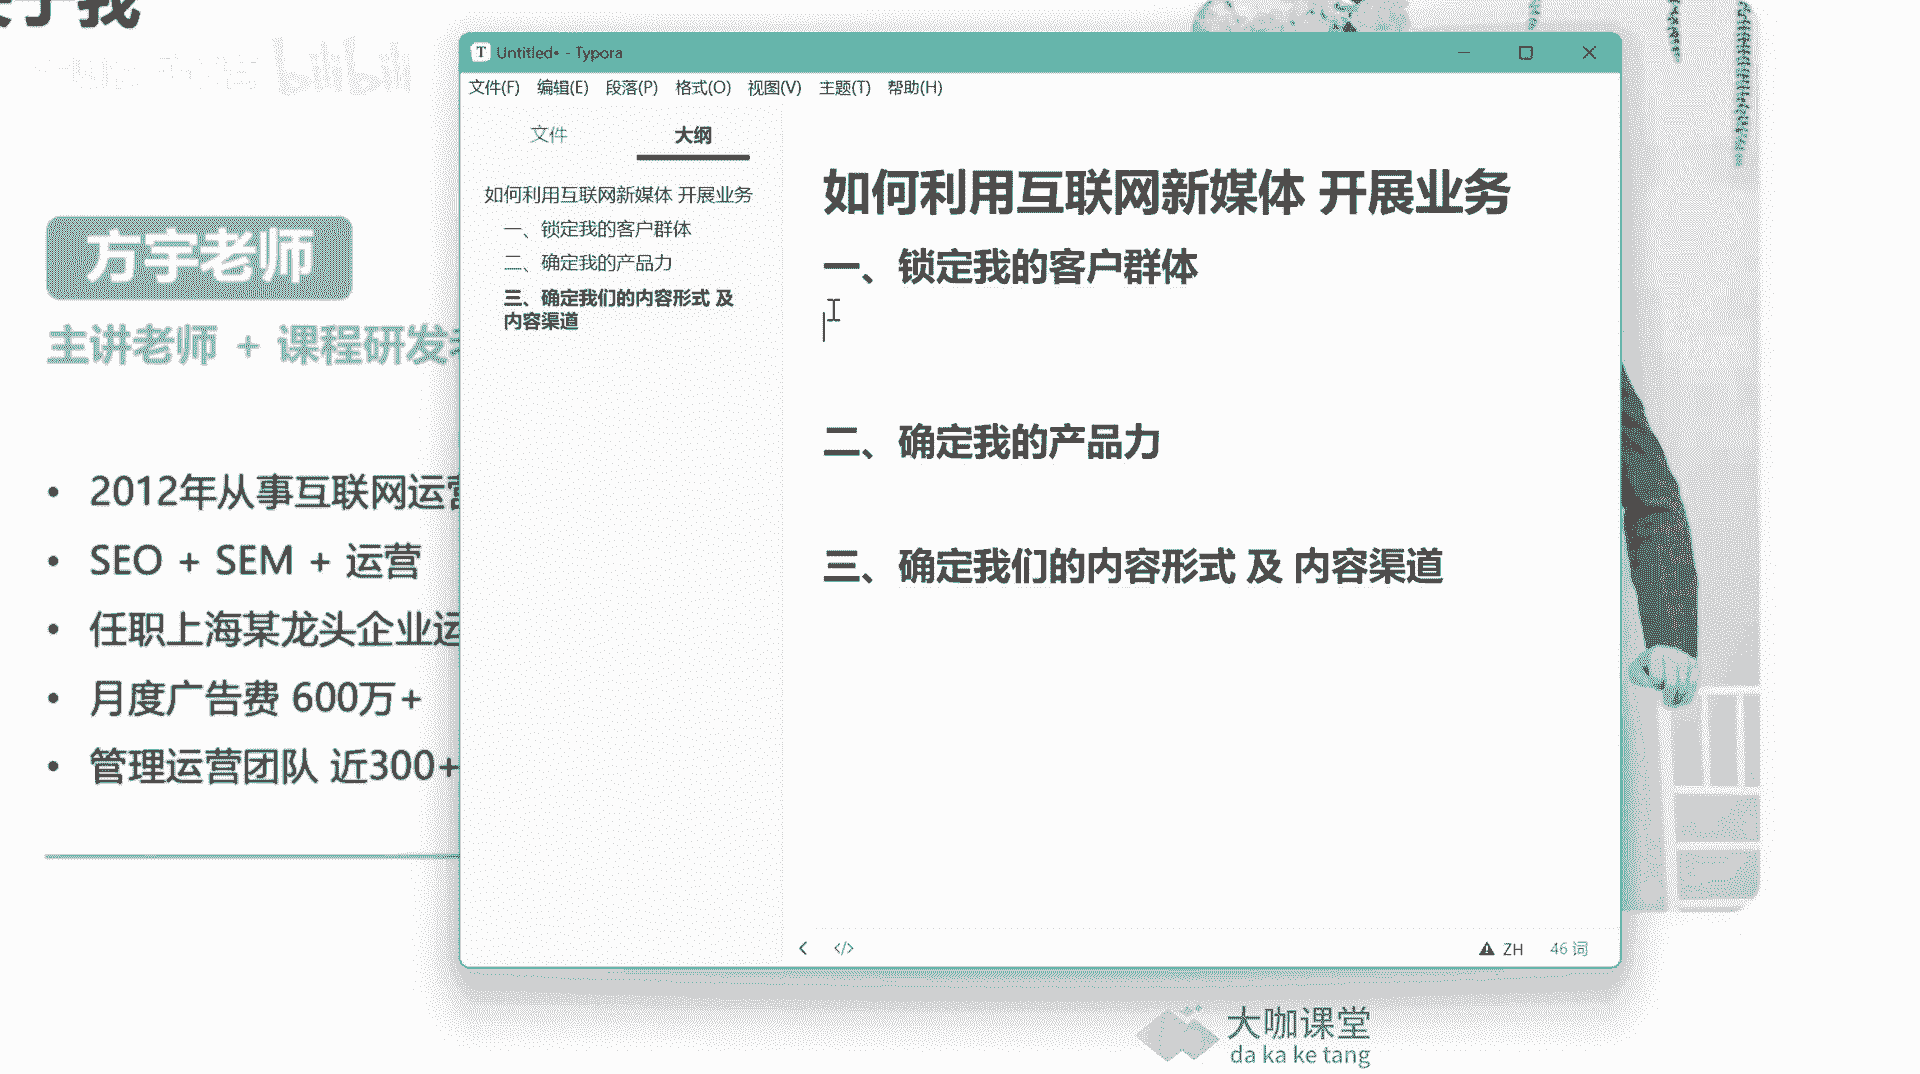 bilibili
方宇老师
主讲老师 + 课程研发
2012年从事互联网运营
SEO + SEM + 运营
任职上海某龙头企业运
月度广告费 600万+
管理运营团队 近300+
Untitled• - Typora
文件(F) 编辑(E) 段落(P) 格式(O) 视图(V) 主题(T) 帮助(H)
文件 大纲
如何利用互联网新媒体 开展业务
一、锁定我的客户群体
二、确定我的产品力
三、确定我们的内容形式 及
内容渠道
如何利用互联网新媒体 开展业务
一、锁定我的客户群体
二、确定我的产品力
三、确定我们的内容形式 及 内容渠道
</> ZH 46 词
大咖课堂
da ka ke tang